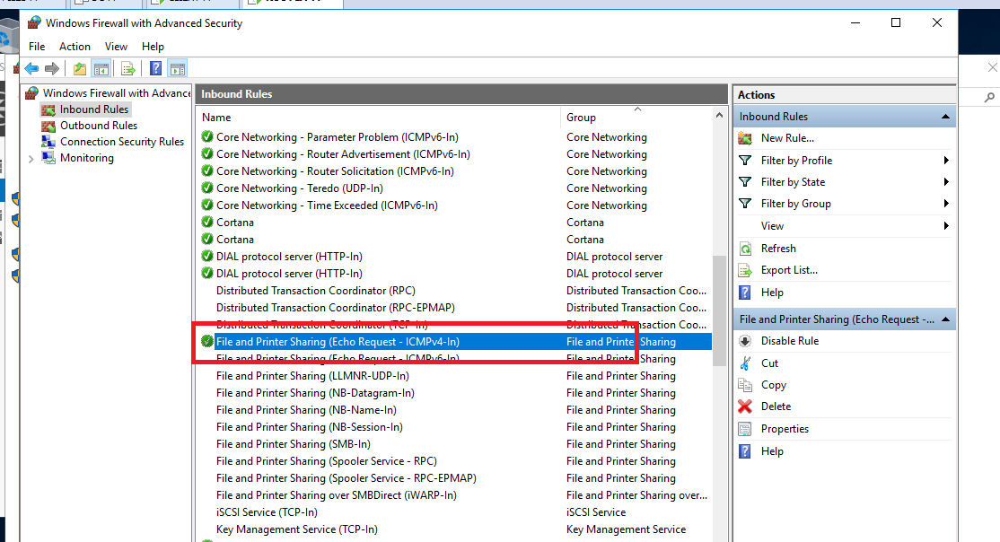 Windows Firewall with Advanced Security
File Action View Help
Windows Firewall with Advance
Inbound Rules
Outbound Rules
Connection Security Rules
Monitoring
Inbound Rules
Name Group
Core Networking - Parameter Problem (ICMPv6-In) Core Networking
Core Networking - Router Advertisement (ICMPv6-In) Core Networking
Core Networking - Router Solicitation (ICMPv6-In) Core Networking
Core Networking - Teredo (UDP-In) Core Networking
Core Networking - Time Exceeded (ICMPv6-In) Core Networking
Cortana Cortana
Cortana Cortana
DIAL protocol server (HTTP-In) DIAL protocol server
DIAL protocol server (HTTP-In) DIAL protocol server
Distributed Transaction Coordinator (RPC) Distributed Transaction Coo...
Distributed Transaction Coordinator (RPC-EPMAP) Distributed Transaction Coo...
Distributed Transaction Coordinator (TCP-In) Distributed Transaction Coo...
File and Printer Sharing (Echo Request - ICMPv4-In) File and Printer Sharing
File and Printer Sharing (Echo Request - ICMPv6-In) File and Printer Sharing
File and Printer Sharing (LLMNR-UDP-In) File and Printer Sharing
File and Printer Sharing (NB-Datagram-In) File and Printer Sharing
File and Printer Sharing (NB-Name-In) File and Printer Sharing
File and Printer Sharing (NB-Session-In) File and Printer Sharing
File and Printer Sharing (SMB-In) File and Printer Sharing
File and Printer Sharing (Spooler Service - RPC) File and Printer Sharing
File and Printer Sharing (Spooler Service - RPC-EPMAP) File and Printer Sharing
File and Printer Sharing over SMBDirect (iWARP-In) File and Printer Sharing over...
iSCSI Service (TCP-In) iSCSI Service
Key Management Service (TCP-In) Key Management Service
Actions
Inbound Rules
New Rule...
Filter by Profile
Filter by State
Filter by Group
View
Refresh
Export List...
Help
File and Printer Sharing (Echo Request -...
Disable Rule
Cut
Copy
Delete
Properties
Help